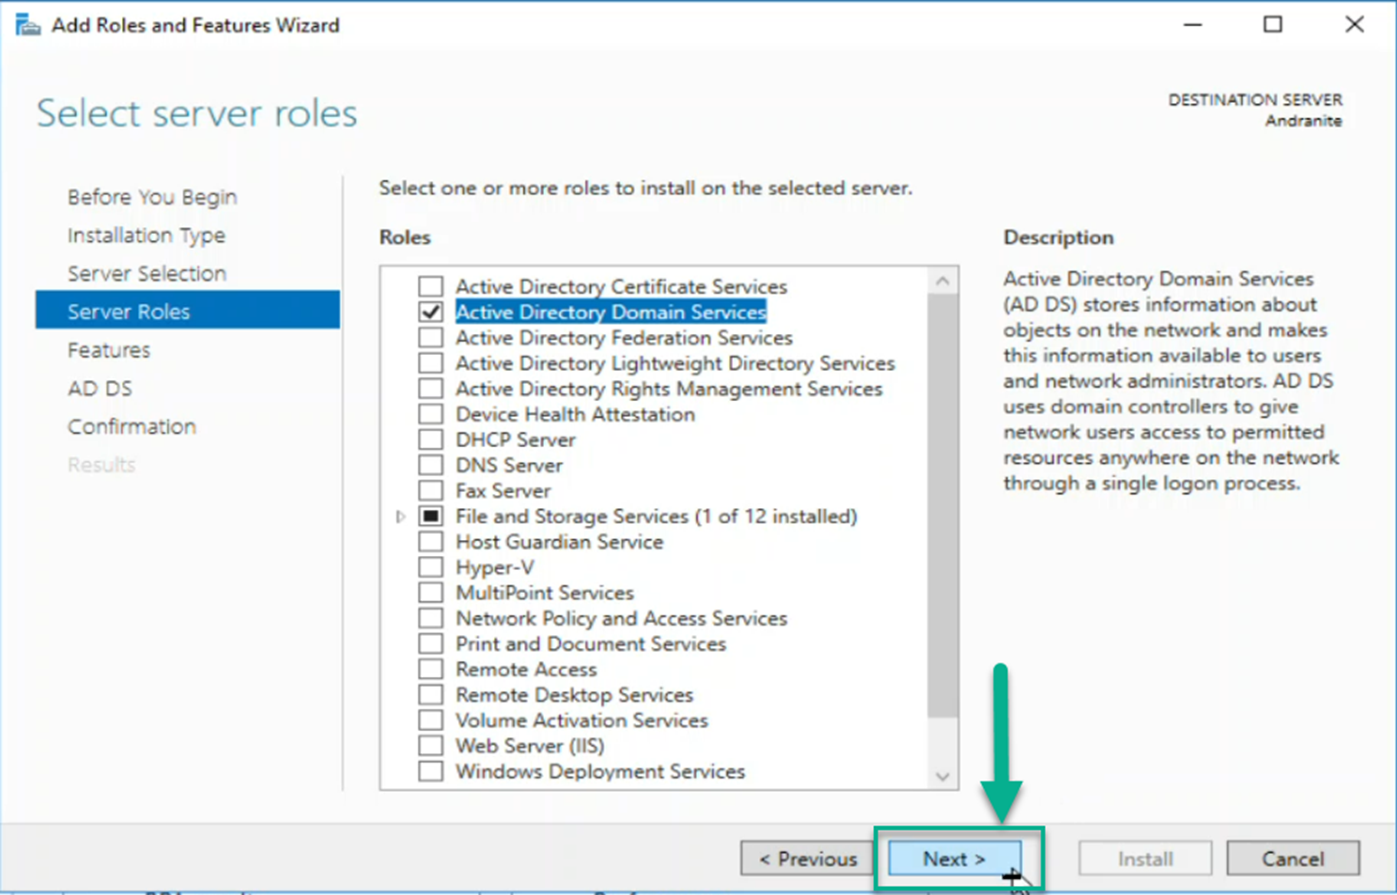 Add Roles and Features Wizard
Select server roles
DESTINATION SERVER
Andranite
Before You Begin
Installation Type
Server Selection
Server Roles
Features
AD DS
Confirmation
Results
Select one or more roles to install on the selected server.
Roles
Active Directory Certificate Services
Active Directory Domain Services
Active Directory Federation Services
Active Directory Lightweight Directory Services
Active Directory Rights Management Services
Device Health Attestation
DHCP Server
DNS Server
Fax Server
File and Storage Services (1 of 12 installed)
Host Guardian Service
Hyper-V
MultiPoint Services
Network Policy and Access Services
Print and Document Services
Remote Access
Remote Desktop Services
Volume Activation Services
Web Server (IIS)
Windows Deployment Services
Description
Active Directory Domain Services
(AD DS) stores information about
objects on the network and makes
this information available to users
and network administrators. AD DS
uses domain controllers to give
network users access to permitted
resources anywhere on the network
through a single logon process.
< Previous
Next >
Install
Cancel